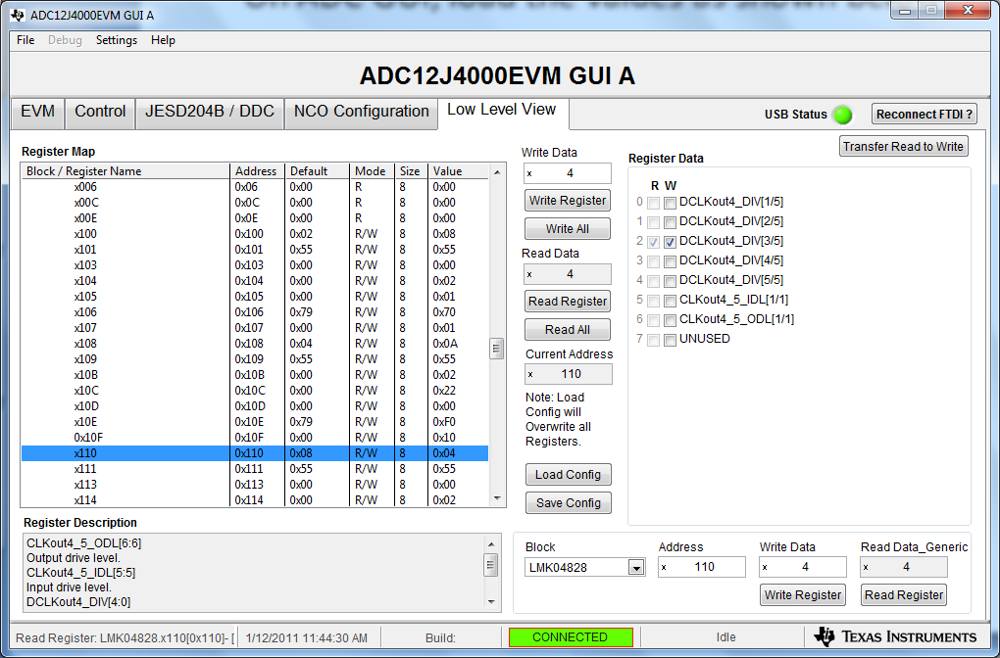 ADC12J4000EVM GUI A
File Debug Settings Help
ADC12J4000EVM GUI A
EVM Control JESD204B / DDC NCO Configuration Low Level View
USB Status Reconnect FTDI ?
Transfer Read to Write
Register Map
Block / Register Name Address Default Mode Size Value
x006 0x06 0x00 R 8 0x00
x00C 0x0C 0x00 R 8 0x00
x00E 0x0E 0x00 R 8 0x00
x100 0x100 0x02 R/W 8 0x08
x101 0x101 0x55 R/W 8 0x55
x103 0x103 0x00 R/W 8 0x00
x104 0x104 0x00 R/W 8 0x02
x105 0x105 0x00 R/W 8 0x01
x106 0x106 0x79 R/W 8 0x70
x107 0x107 0x00 R/W 8 0x01
x108 0x108 0x04 R/W 8 0x0A
x109 0x109 0x55 R/W 8 0x55
x10B 0x10B 0x00 R/W 8 0x02
x10C 0x10C 0x00 R/W 8 0x22
x10D 0x10D 0x00 R/W 8 0x00
x10E 0x10E 0x79 R/W 8 0xF0
0x10F 0x10F 0x00 R/W 8 0x10
x110 0x110 0x08 R/W 8 0x04
x111 0x111 0x55 R/W 8 0x55
x113 0x113 0x00 R/W 8 0x00
x114 0x114 0x00 R/W 8 0x02
Write Data
x 4
Write Register
Write All
Read Data
x 4
Read Register
Read All
Current Address
x 110
Note: Load
Config will
Overwrite all
Registers.
Load Config
Save Config
Register Data
R W
0 DCLKout4_DIV[1/5]
1 DCLKout4_DIV[2/5]
2 DCLKout4_DIV[3/5]
3 DCLKout4_DIV[4/5]
4 DCLKout4_DIV[5/5]
5 CLKout4_5_IDL[1/1]
6 CLKout4_5_ODL[1/1]
7 UNUSED
Register Description
CLKout4_5_ODL[6:6]
Output drive level.
CLKout4_5_IDL[5:5]
Input drive level.
DCLKout4_DIV[4:0]
Block Address Write Data Read Data_Generic
LMK04828 x 110 x 4 x 4
Write Register Read Register
Read Register: LMK04828.x110[0x110]- [ 1/12/2011 11:44:30 AM Build: CONNECTED Idle TEXAS INSTRUMENTS